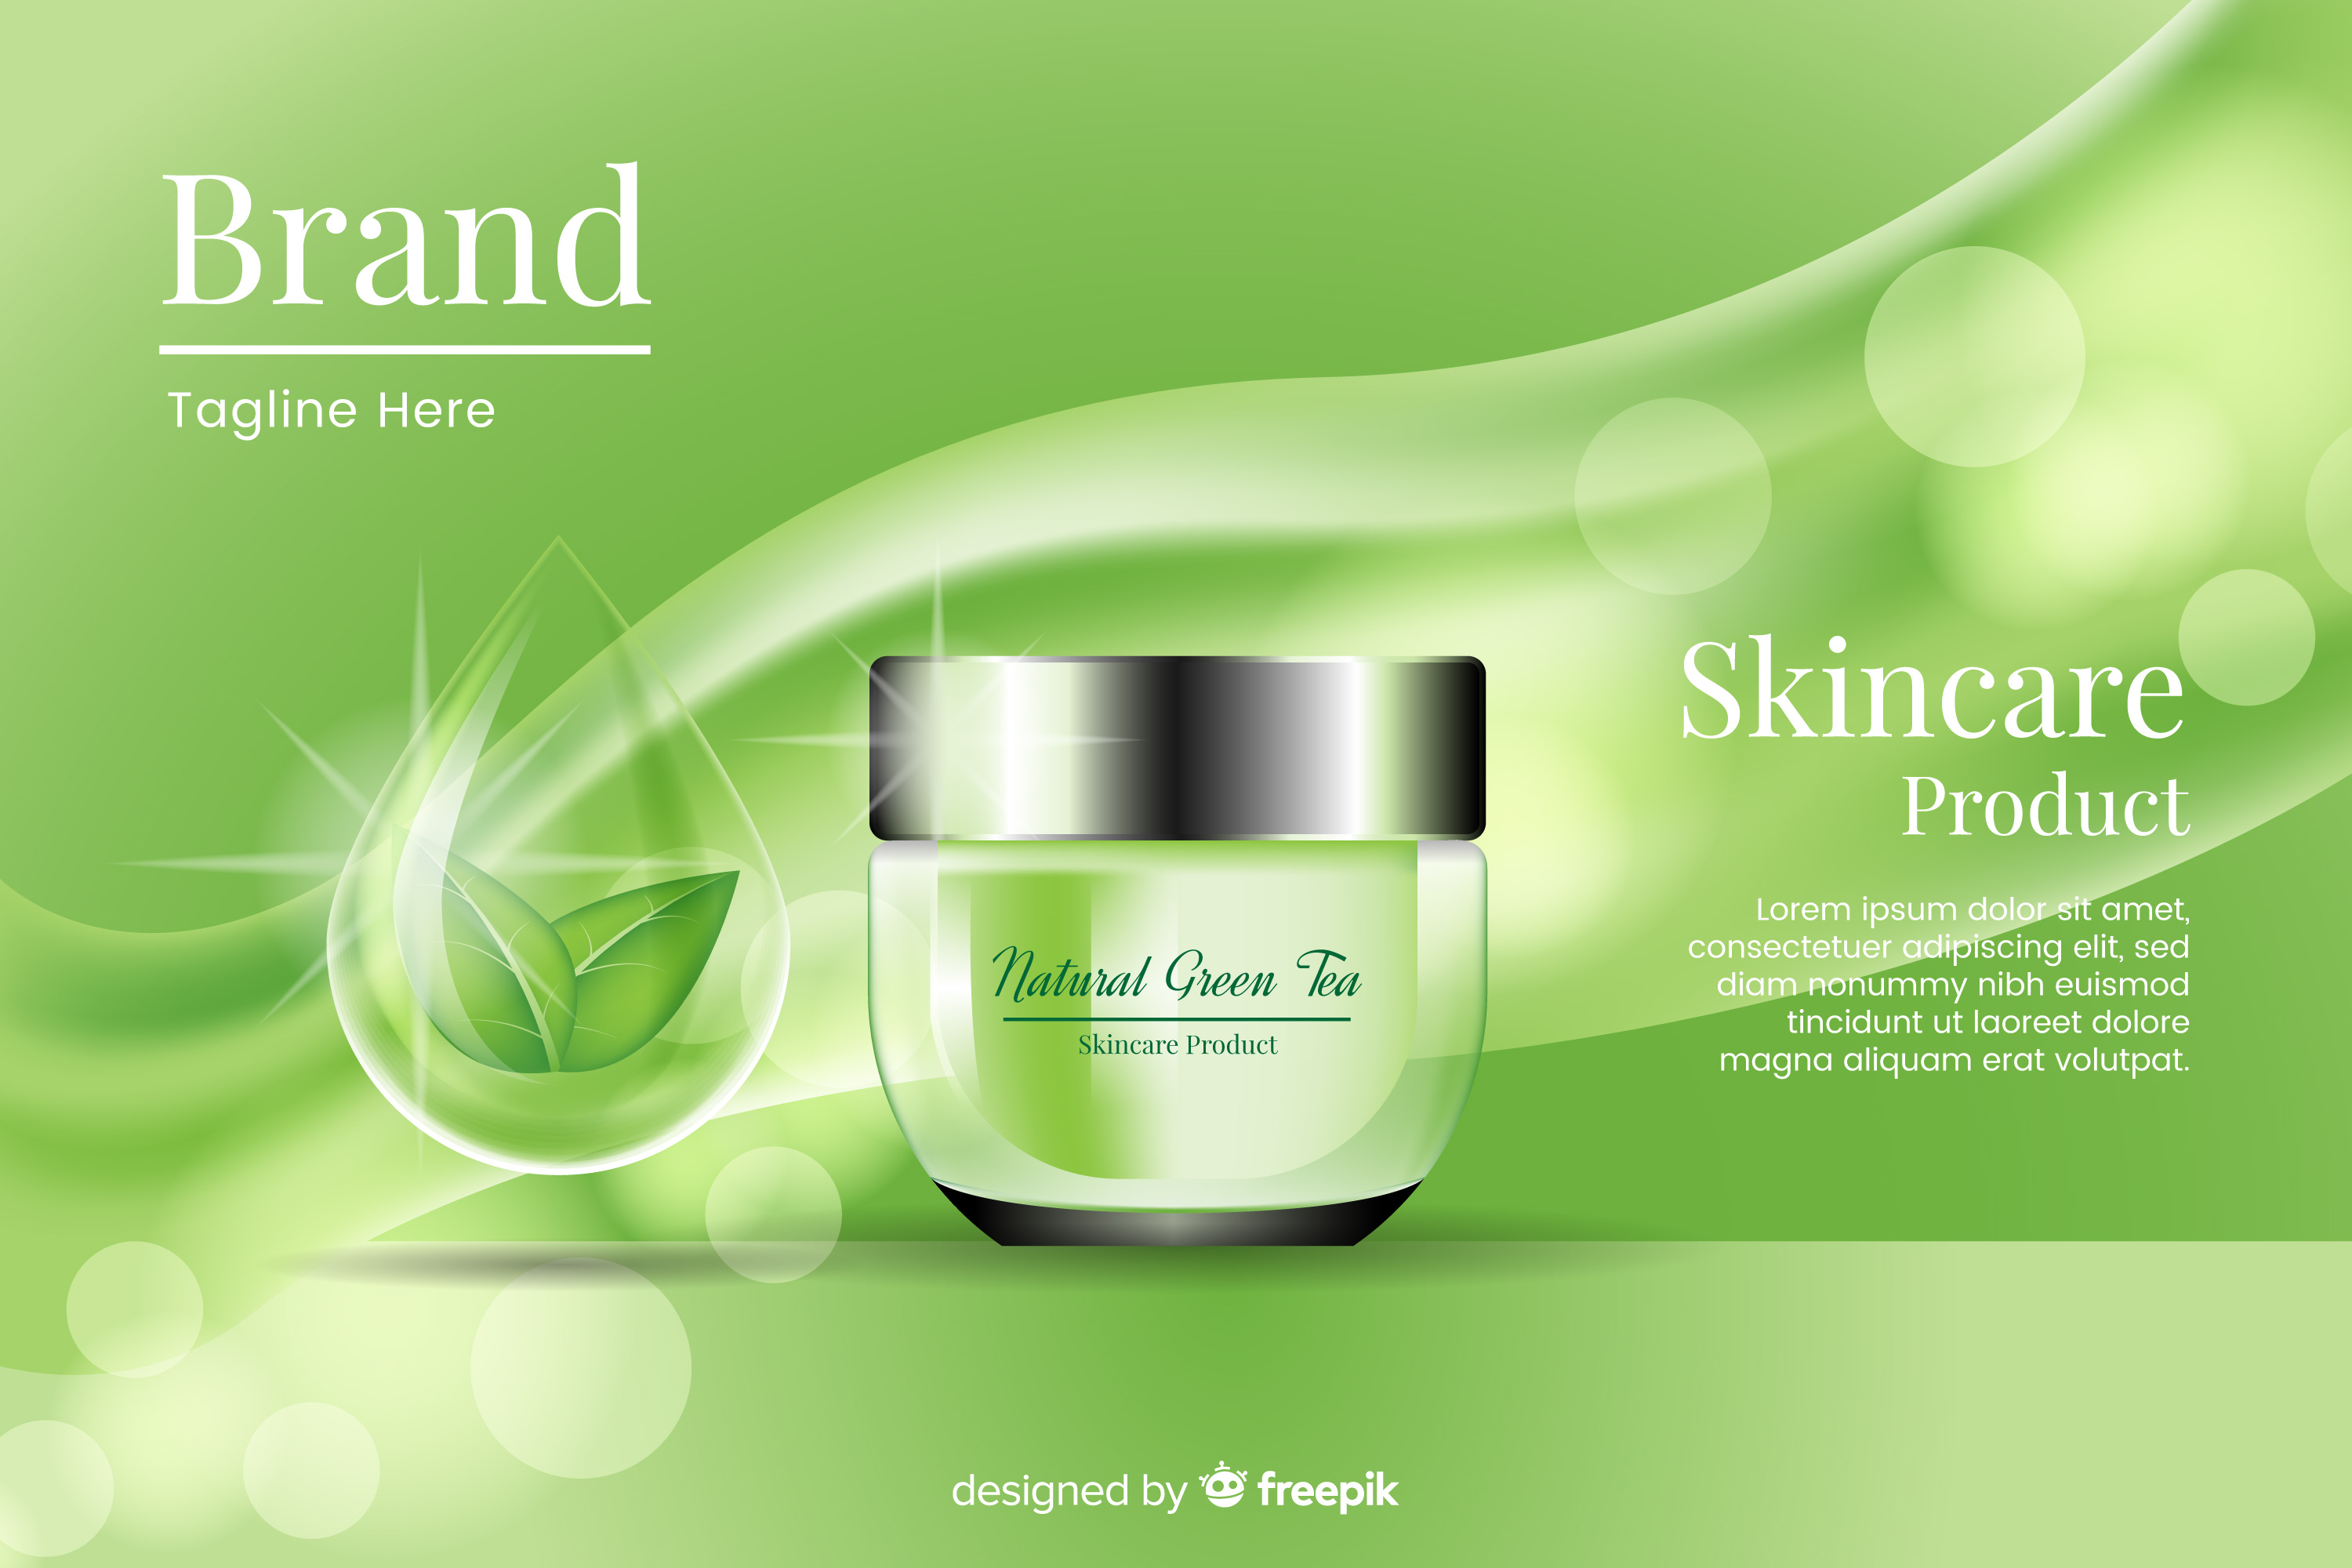 Brand
Tagline Here
Skincare
Product
Lorem ipsum dolor sit amet,
consectetuer adipiscing elit, sed
diam nonummy nibh euismod
tincidunt ut laoreet dolore
magna aliquam erat volutpat.
Natural Green Tea
Skincare Product
designed by freepik